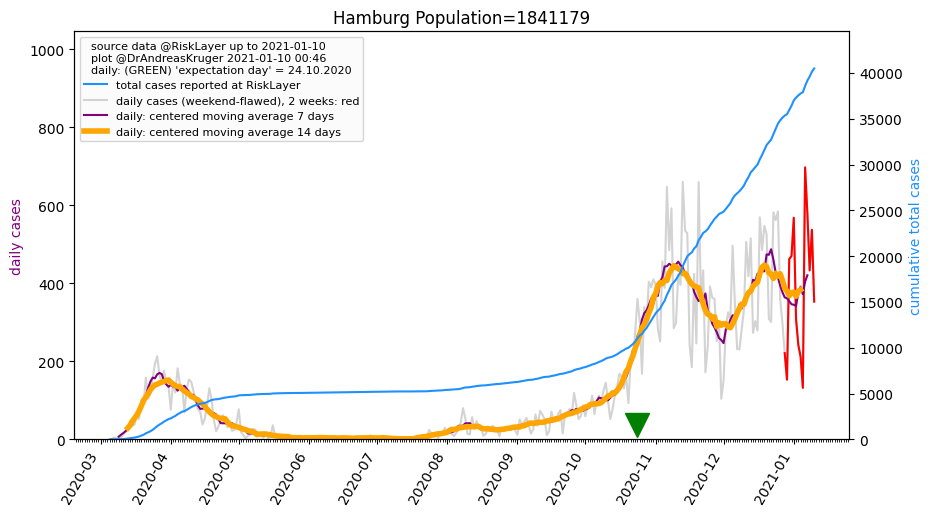 Hamburg Population=1841179
source data @RiskLayer up to 2021-01-10
plot @DrAndreasKruger 2021-01-10 00:46
daily: (GREEN) 'expectation day' = 24.10.2020
total cases reported at RiskLayer
daily cases (weekend-flawed), 2 weeks: red
daily: centered moving average 7 days
daily: centered moving average 14 days
daily cases
1000
800
600
400
200
0
cumulative total cases
40000
35000
30000
25000
20000
15000
10000
5000
0
2020-03
2020-04
2020-05
2020-06
2020-07
2020-08
2020-09
2020-10
2020-11
2020-12
2021-01